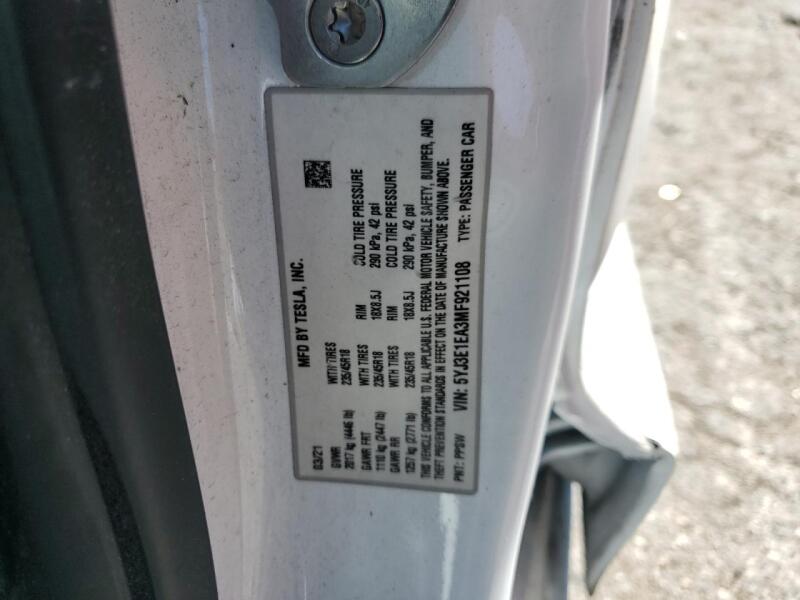 MFD BY TESLA, INC.
03/21
GVWR WITH TIRES RIM COLD TIRE PRESSURE
2017 kg (4446 lb) 235/45R18 18X8.5J 290 kPa, 42 psi
GAWR FRT WITH TIRES RIM COLD TIRE PRESSURE
1110 kg (2447 lb) 235/45R18 18X8.5J 290 kPa, 42 psi
GAWR RR WITH TIRES
1257 kg (2771 lb) 235/45R18
THIS VEHICLE CONFORMS TO ALL APPLICABLE U.S. FEDERAL MOTOR VEHICLE SAFETY, BUMPER, AND
THEFT PREVENTION STANDARDS IN EFFECT ON THE DATE OF MANUFACTURE SHOWN ABOVE.
VIN: 5YJ3E1EA3MF921108 TYPE: PASSENGER CAR
PNT: PPSW